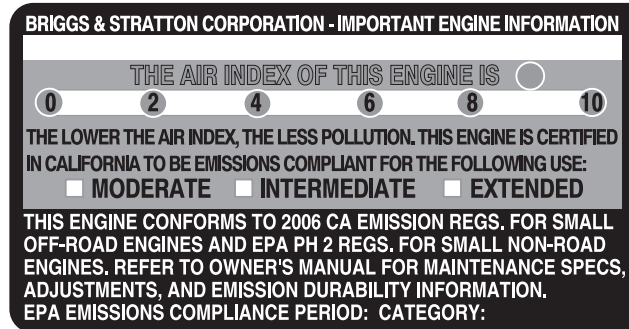 BRIGGS & STRATTON CORPORATION - IMPORTANT ENGINE INFORMATION
THE AIR INDEX OF THIS ENGINE IS
0 2 4 6 8 10
THE LOWER THE AIR INDEX, THE LESS POLLUTION. THIS ENGINE IS CERTIFIED
IN CALIFORNIA TO BE EMISSIONS COMPLIANT FOR THE FOLLOWING USE:
MODERATE INTERMEDIATE EXTENDED
THIS ENGINE CONFORMS TO 2006 CA EMISSION REGS. FOR SMALL
OFF-ROAD ENGINES AND EPA PH 2 REGS. FOR SMALL NON-ROAD
ENGINES. REFER TO OWNER'S MANUAL FOR MAINTENANCE SPECS,
ADJUSTMENTS, AND EMISSION DURABILITY INFORMATION.
EPA EMISSIONS COMPLIANCE PERIOD: CATEGORY: